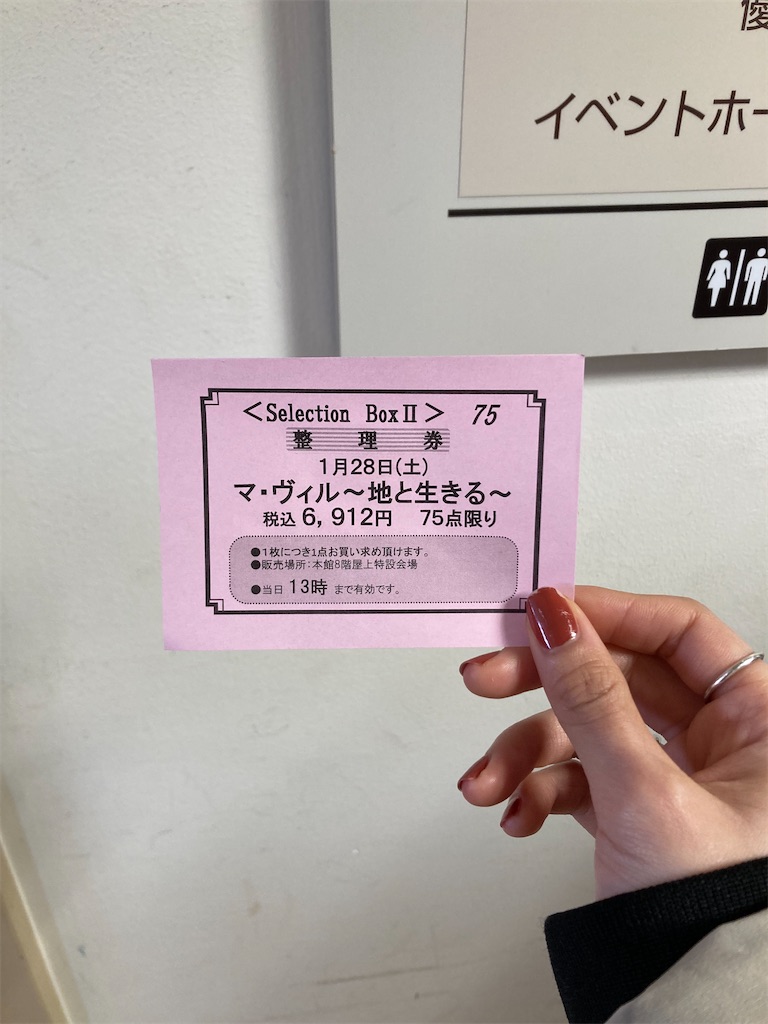 イベントホー
<Selection Box Ⅱ> 75
整理券
1月28日(土)
マ・ヴィル～地と生きる～
税込 6,912円 75点限り
●1枚につき1点お買い求め頂けます。
●販売場所:本館8階屋上特設会場
●当日 13時 まで有効です。